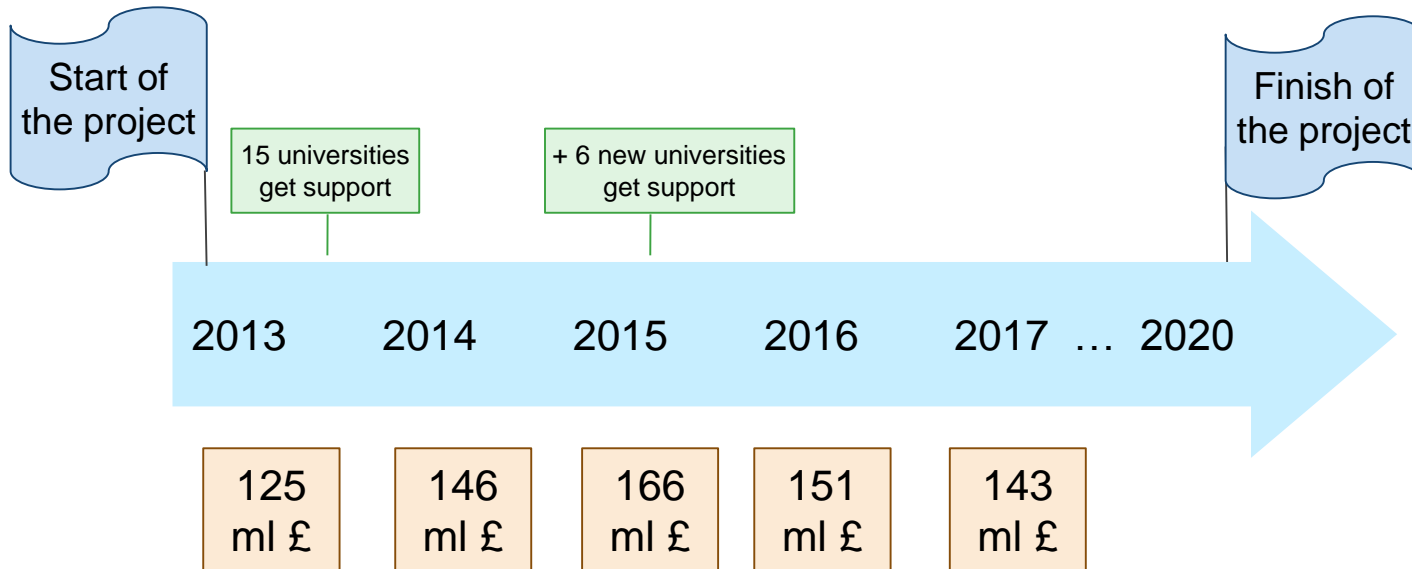 Start of
the project
Finish of
the project
15 universities
get support
+ 6 new universities
get support
2013 2014 2015 2016 2017 … 2020
125
ml £
146
ml £
166
ml £
151
ml £
143
ml £